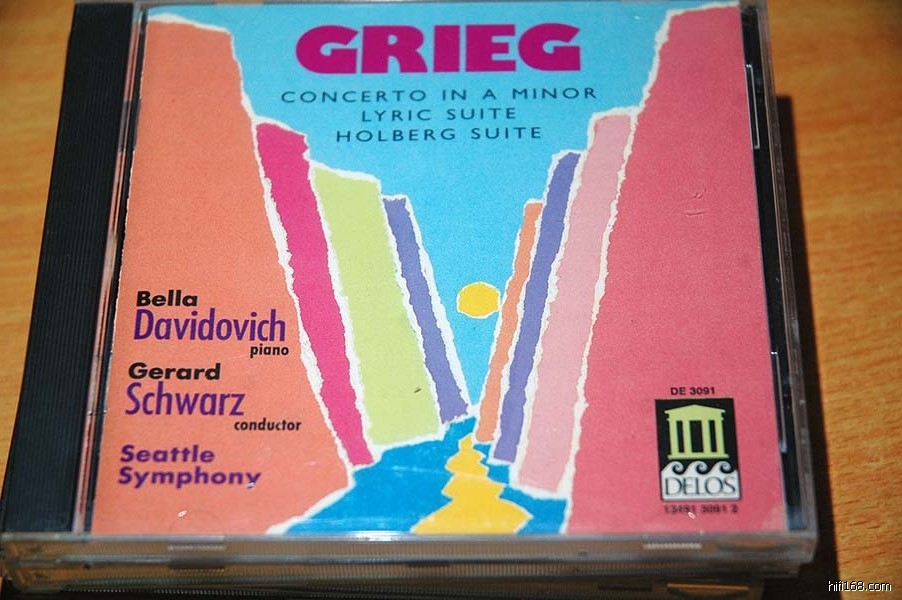 GRIEG
CONCERTO IN A MINOR
LYRIC SUITE
HOLBERG SUITE
Bella
Davidovich
piano
Gerard
Schwarz
conductor
Seattle
Symphony
DE 3091
DELOS
13491 3091 2
hifi168.com